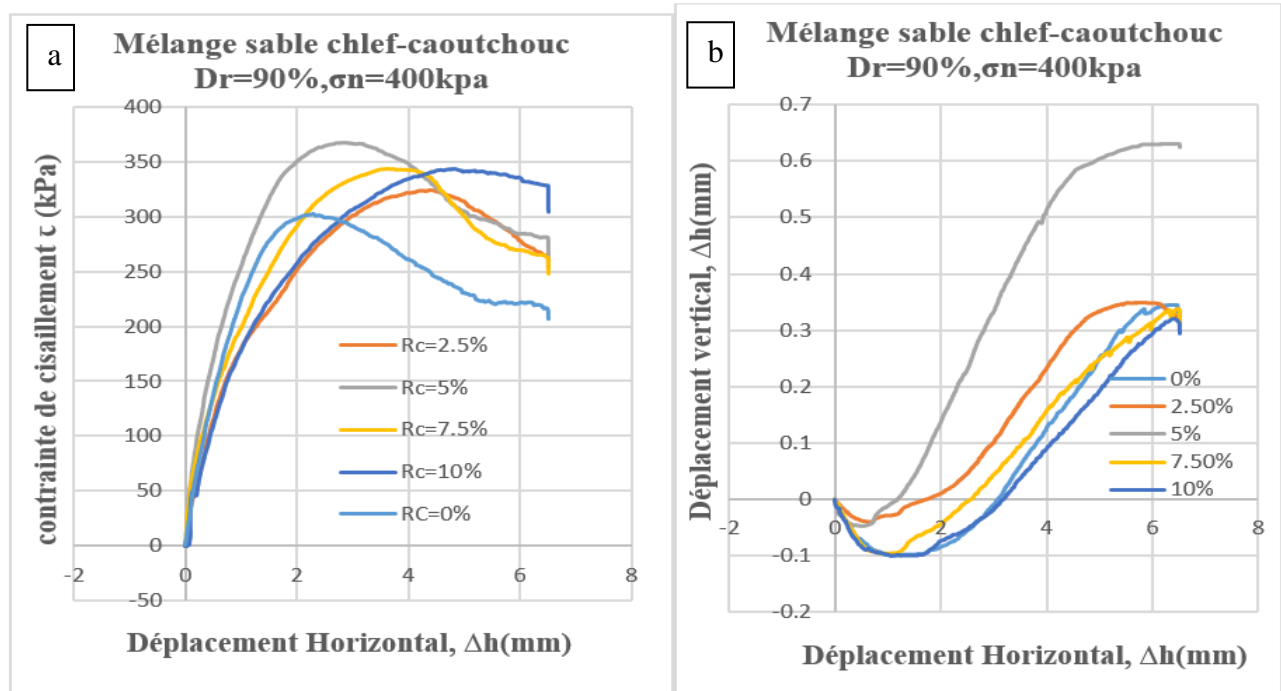 a
Mélange sable chlef-caoutchouc
Dr=90%,σn=400kpa
contrainte de cisaillement τ (kPa)
400
350
300
250
200
150
100
50
0
-50
-2
0
2
4
6
8
Rc=2.5%
Rc=5%
Rc=7.5%
Rc=10%
RC=0%
Déplacement Horizontal, Δh(mm)
b
Mélange sable chlef-caoutchouc
Dr=90%,σn=400kpa
Déplacement vertical, Δh(mm)
0.7
0.6
0.5
0.4
0.3
0.2
0.1
0
-0.1
-0.2
-2
0
2
4
6
8
0%
2.50%
5%
7.50%
10%
Déplacement Horizontal, Δh(mm)